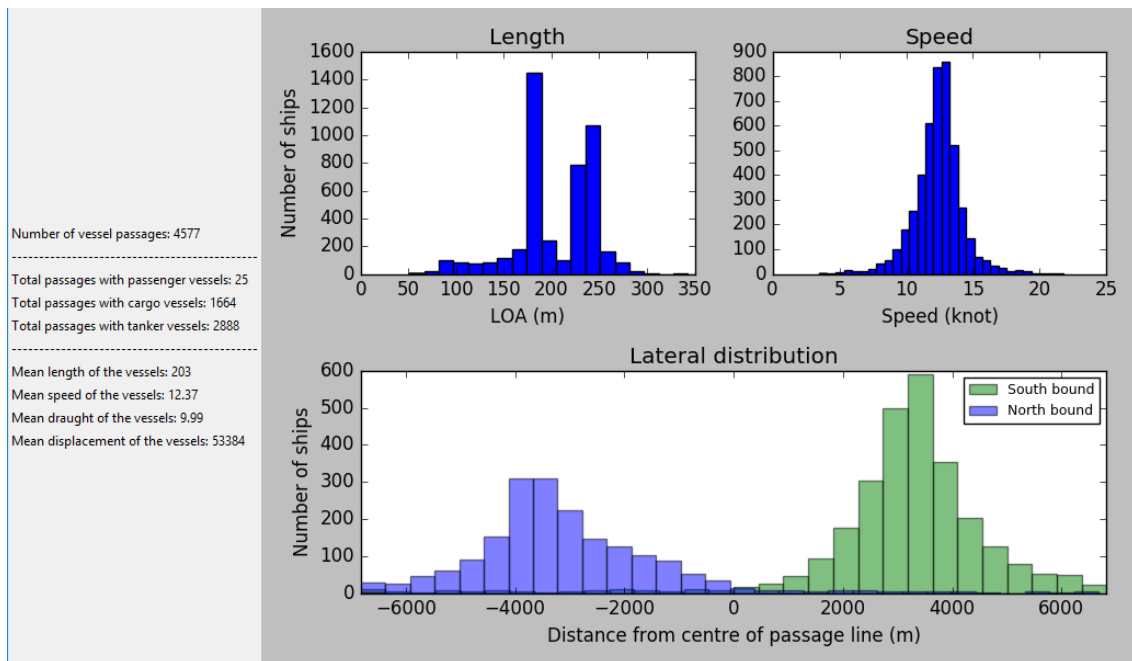 Number of vessel passages: 4577
--------------------------------------------------
Total passages with passenger vessels: 25
Total passages with cargo vessels: 1664
Total passages with tanker vessels: 2888
--------------------------------------------------
Mean length of the vessels: 203
Mean speed of the vessels: 12.37
Mean draught of the vessels: 9.99
Mean displacement of the vessels: 53384
Length
Number of ships
1600
1400
1200
1000
800
600
400
200
0
0 50 100 150 200 250 300 350
LOA (m)
Speed
900
800
700
600
500
400
300
200
100
0
0 5 10 15 20 25
Speed (knot)
Lateral distribution
Number of ships
600
500
400
300
200
100
0
South bound
North bound
−6000 −4000 −2000 0 2000 4000 6000
Distance from centre of passage line (m)